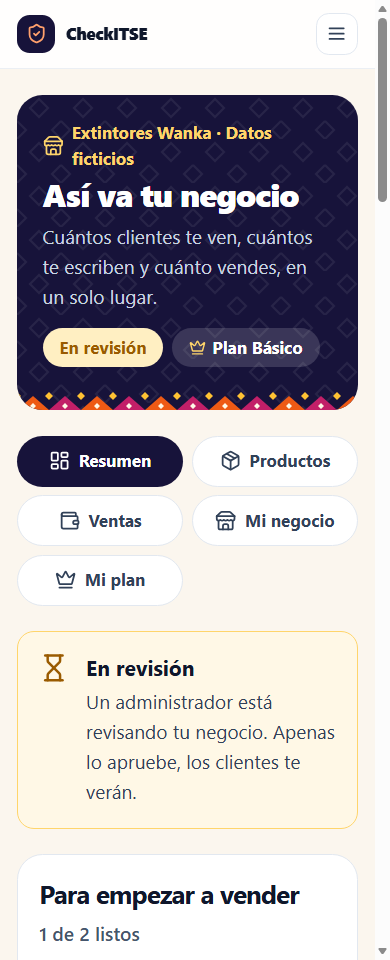 CheckITSE
Extintores Wanka · Datos
ficticios
Así va tu negocio
Cuántos clientes te ven, cuántos
te escriben y cuánto vendes, en
un solo lugar.
En revisión
Plan Básico
Resumen
Productos
Ventas
Mi negocio
Mi plan
En revisión
Un administrador está
revisando tu negocio. Apenas
lo apruebe, los clientes te
verán.
Para empezar a vender
1 de 2 listos